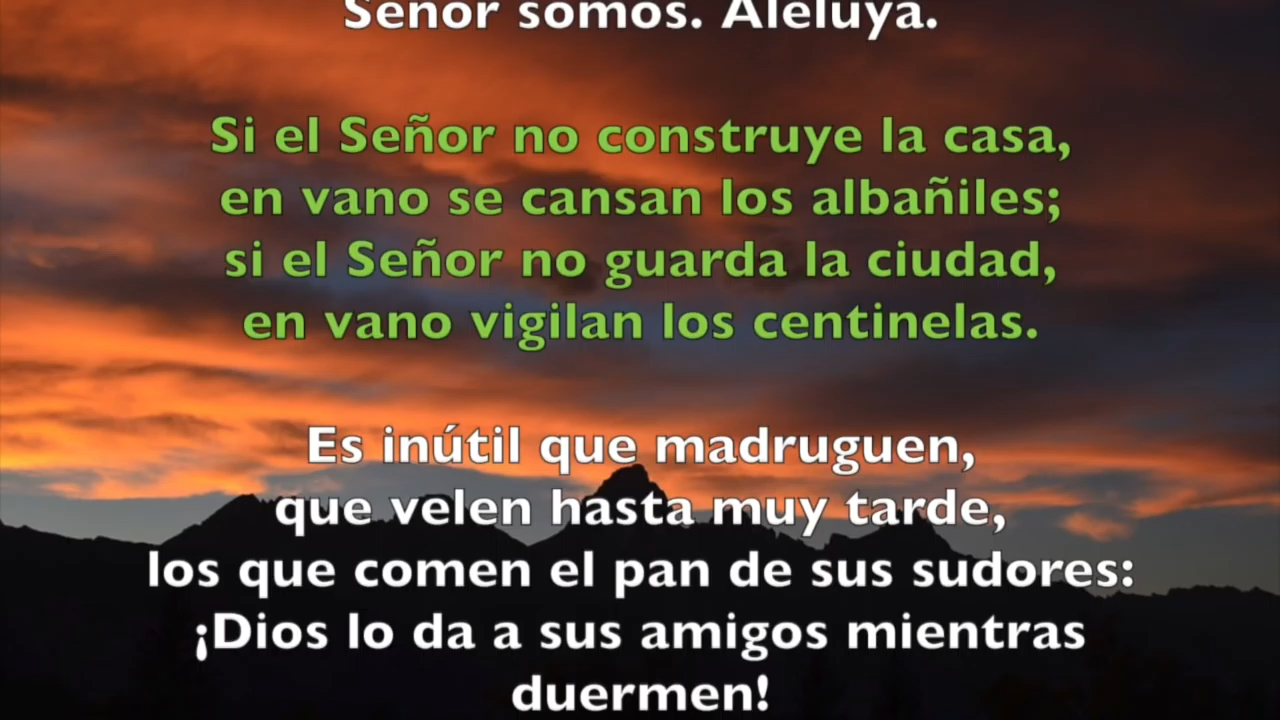 Señor somos. Aleluya.
Si el Señor no construye la casa,
en vano se cansan los albañiles;
si el Señor no guarda la ciudad,
en vano vigilan los centinelas.
Es inútil que madruguen,
que velen hasta muy tarde,
los que comen el pan de sus sudores:
¡Dios lo da a sus amigos mientras
duermen!